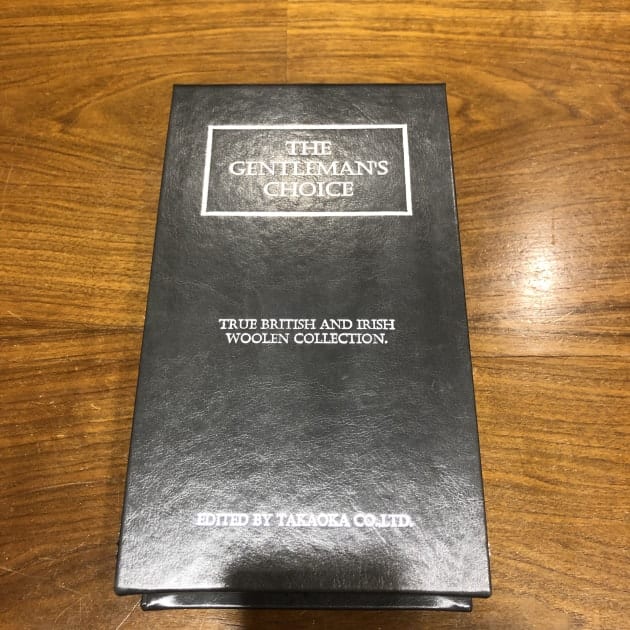 THE
GENTLEMAN'S
CHOICE
TRUE BRITISH AND IRISH
WOOLEN COLLECTION.
EDITED BY TAKAOKA CO.LTD.